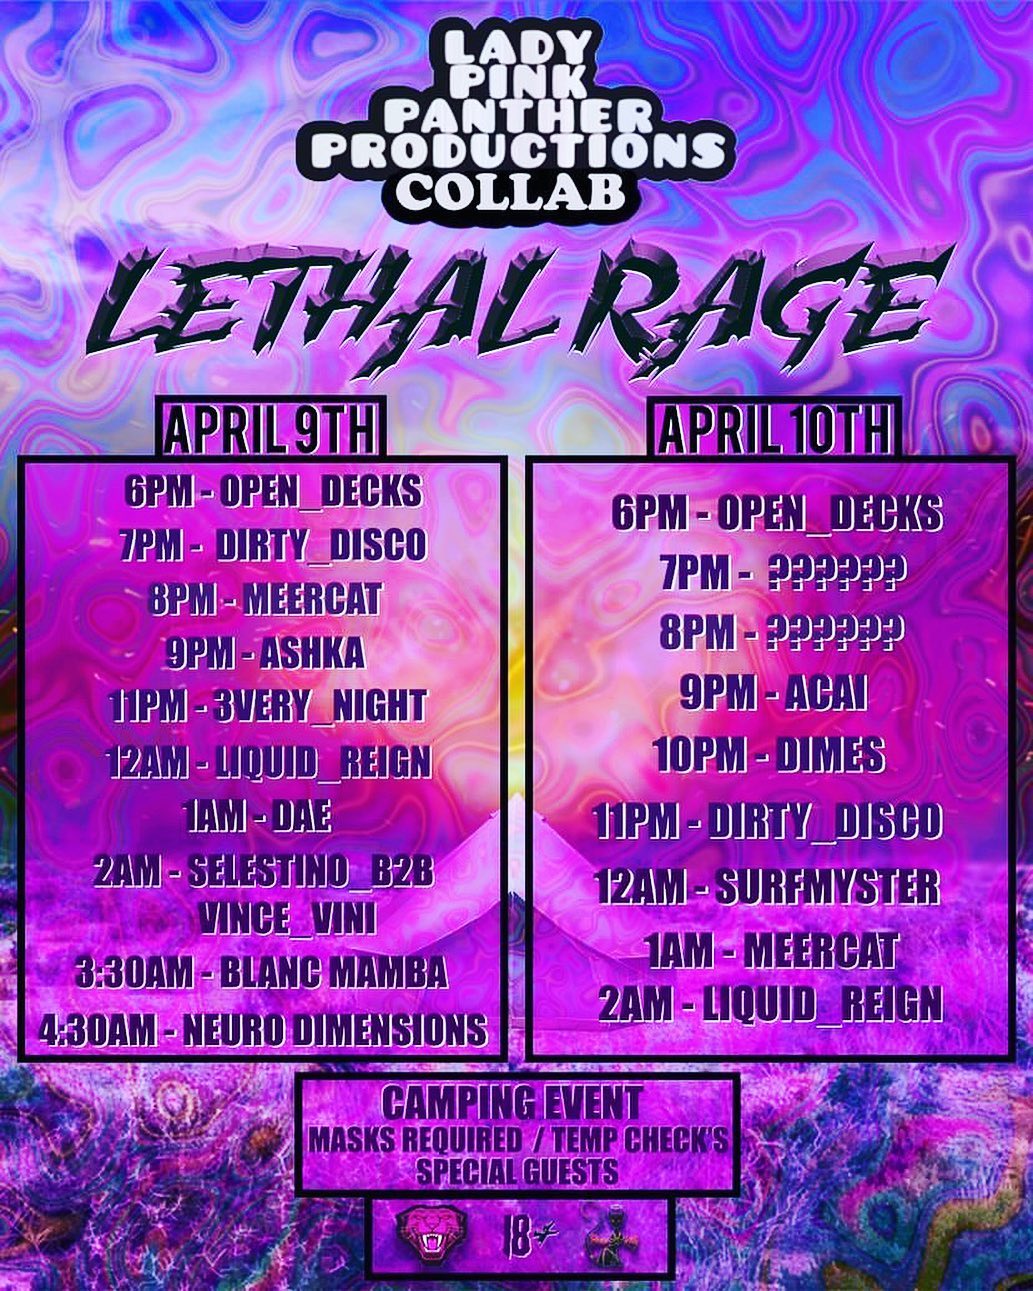 LADY
PINK
PANTHER
PRODUCTIONS
COLLAB
LETHAL RAGE
APRIL 9TH
6PM - OPEN_DECKS
7PM - DIRTY_DISCO
8PM - MEERCAT
9PM - ASHKA
11PM - 3VERY_NIGHT
12AM - LIQUID_REIGN
1AM - DAE
2AM - SELESTINO_B2B
VINCE_VINI
3:30AM - BLANC MAMBA
4:30AM - NEURO DIMENSIONS
APRIL 10TH
6PM - OPEN_DECKS
7PM - ??????
8PM - ??????
9PM - ACAI
10PM - DIMES
11PM - DIRTY_DISCO
12AM - SURFMYSTER
1AM - MEERCAT
2AM - LIQUID_REIGN
CAMPING EVENT
MASKS REQUIRED / TEMP CHECK'S
SPECIAL GUESTS
18+